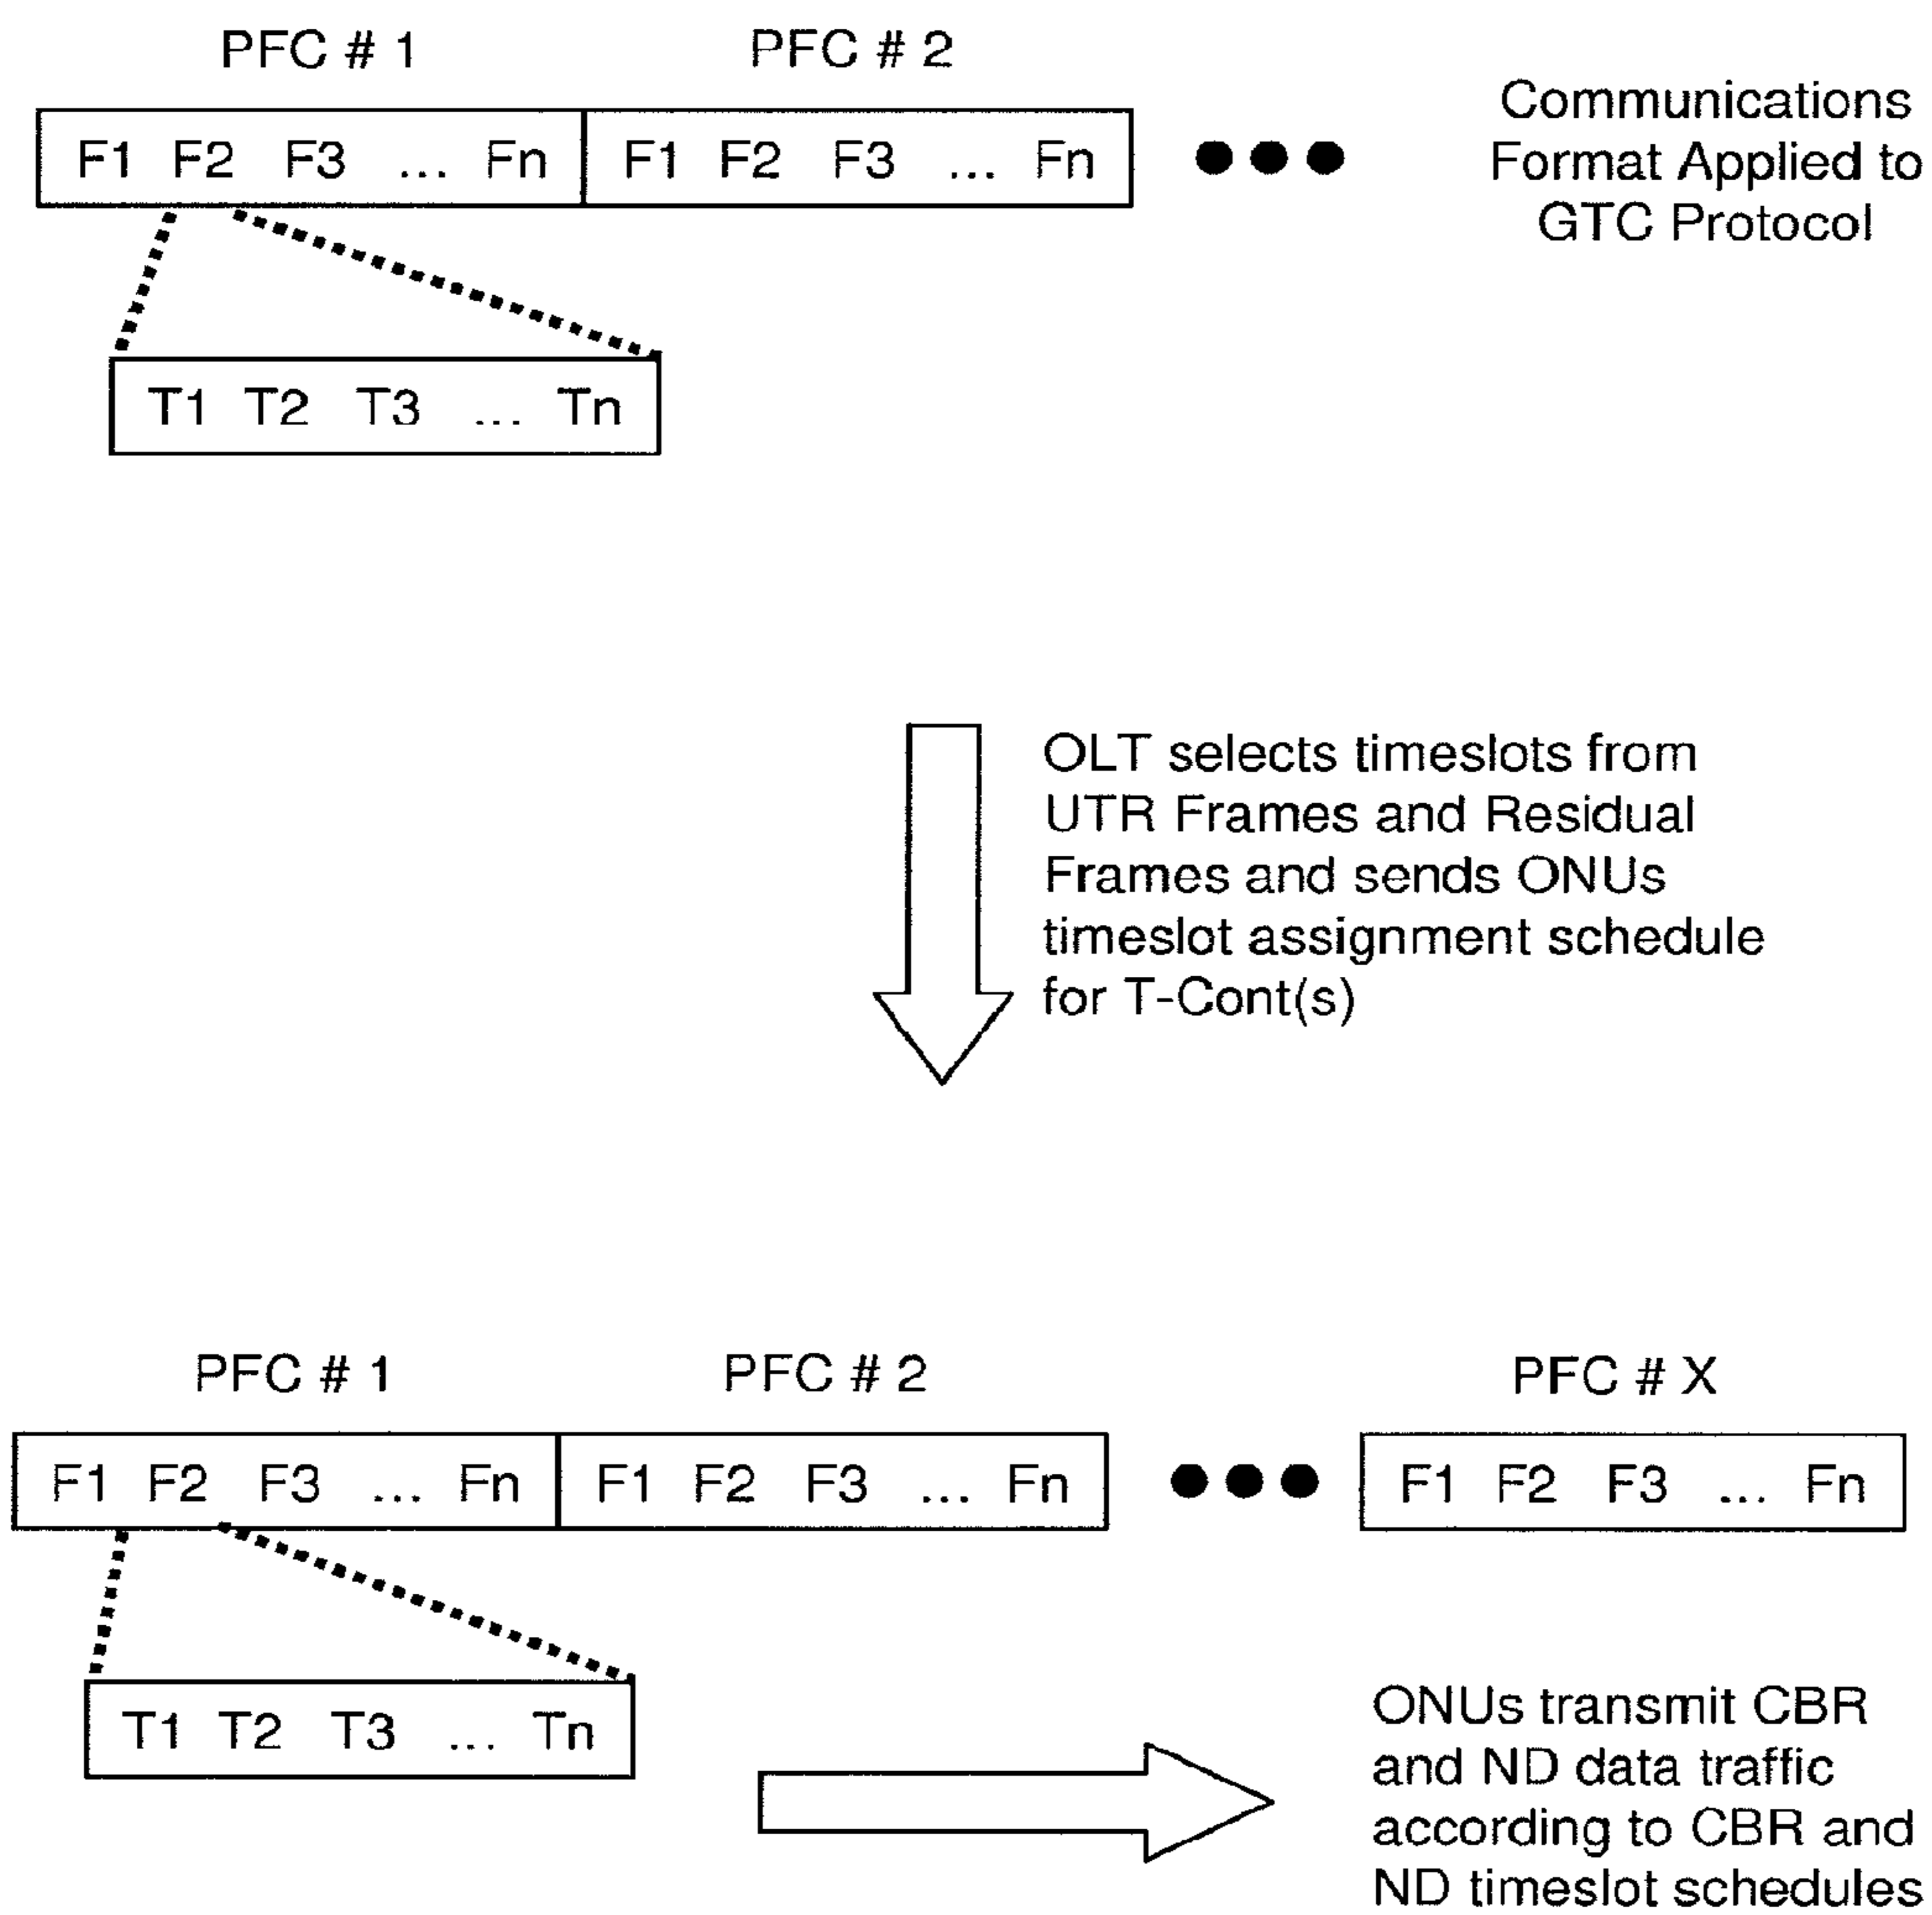 PFC # 1 PFC # 2
F1 F2 F3 ... Fn F1 F2 F3 ... Fn
Communications
Format Applied to
GTC Protocol
T1 T2 T3 ... Tn
OLT selects timeslots from
UTR Frames and Residual
Frames and sends ONUs
timeslot assignment schedule
for T-Cont(s)
PFC # 1 PFC # 2 PFC # X
F1 F2 F3 ... Fn F1 F2 F3 ... Fn F1 F2 F3 ... Fn
T1 T2 T3 ... Tn
ONUs transmit CBR
and ND data traffic
according to CBR and
ND timeslot schedules